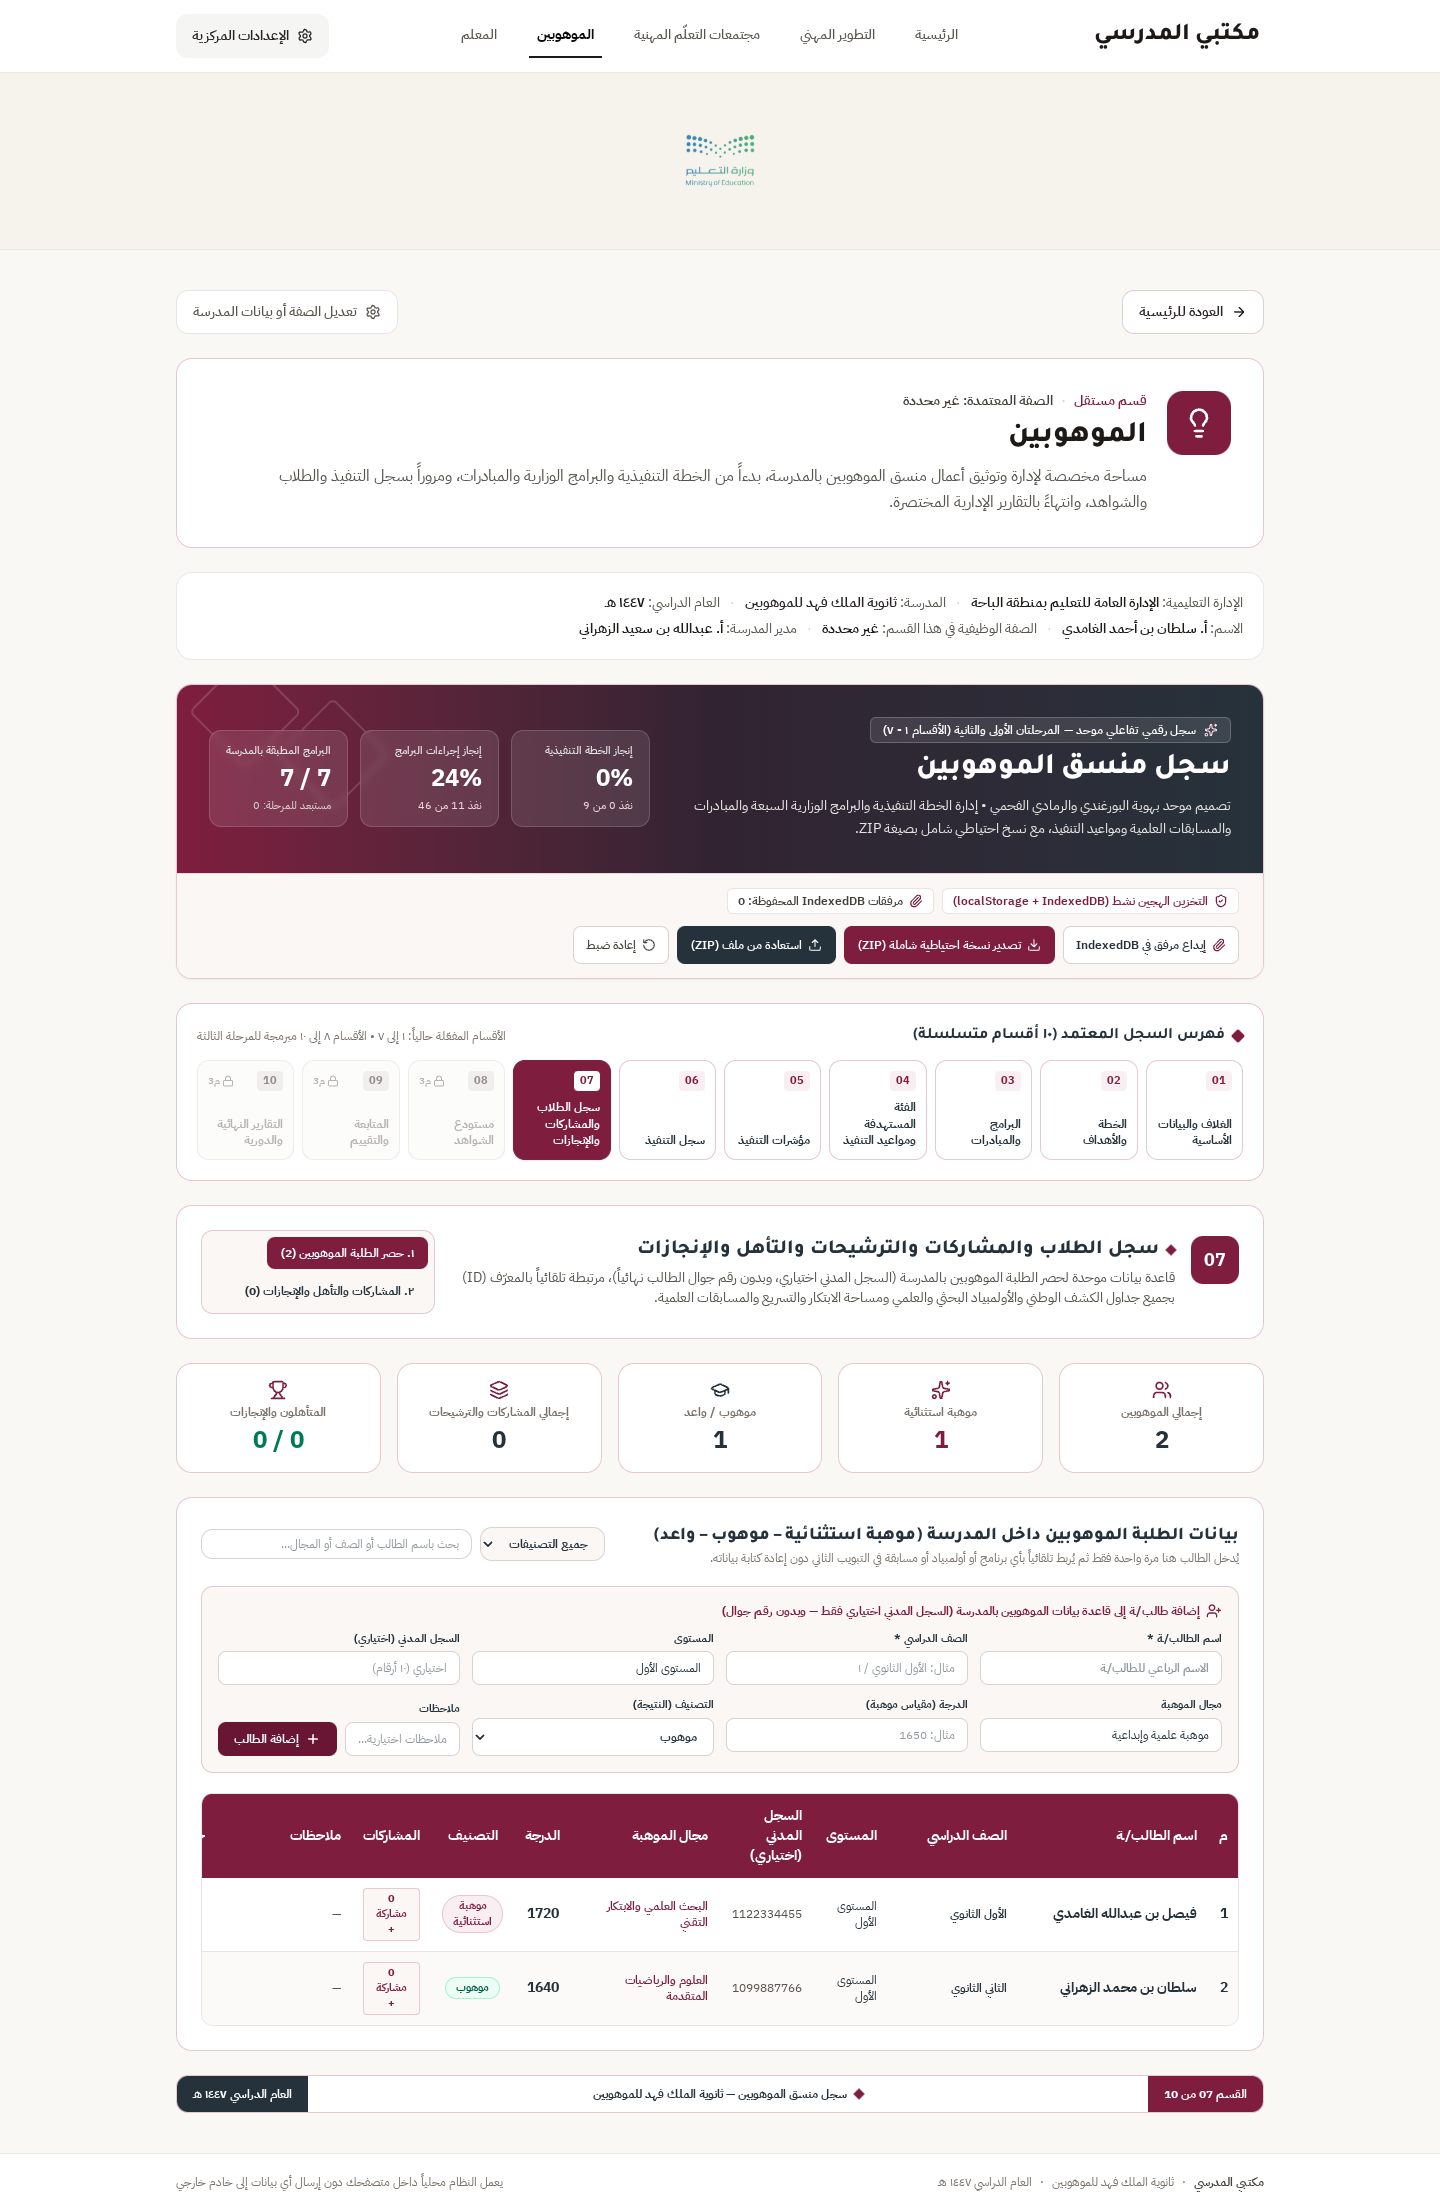 مكتبي المدرسي
الرئيسية
التطوير المهني
مجتمعات التعلّم المهنية
الموهوبين
المعلم
الإعدادات المركزية
وزارة التعليم
Ministry of Education
العودة للرئيسية
تعديل الصفة أو بيانات المدرسة
قسم مستقل · الصفة المعتمدة: غير محددة
الموهوبين
مساحة مخصصة لإدارة وتوثيق أعمال منسق الموهوبين بالمدرسة، بدءاً من الخطة التنفيذية والبرامج الوزارية والمبادرات، ومروراً بسجل التنفيذ والطلاب
والشواهد، وانتهاءً بالتقارير الإدارية المختصرة.
الإدارة التعليمية: الإدارة العامة للتعليم بمنطقة الباحة · المدرسة: ثانوية الملك فهد للموهوبين · العام الدراسي: ١٤٤٧ هـ
الاسم: أ. سلطان بن أحمد الغامدي · الصفة الوظيفية في هذا القسم: غير محددة · مدير المدرسة: أ. عبدالله بن سعيد الزهراني
سجل رقمي تفاعلي موحد — المرحلتان الأولى والثانية (الأقسام ١ - ٧)
سجل منسق الموهوبين
تصميم موحد بهوية البورغندي والرمادي الفحمي • إدارة الخطة التنفيذية والبرامج الوزارية السبعة والمبادرات
والمسابقات العلمية ومواعيد التنفيذ، مع نسخ احتياطي شامل بصيغة ZIP.
إنجاز الخطة التنفيذية
0%
نفذ 0 من 9
إنجاز إجراءات البرامج
24%
نفذ 11 من 46
البرامج المطبقة بالمدرسة
7 / 7
مستبعد للمرحلة: 0
التخزين الهجين نشط (localStorage + IndexedDB)
مرفقات IndexedDB المحفوظة: 0
إيداع مرفق في IndexedDB
تصدير نسخة احتياطية شاملة (ZIP)
استعادة من ملف (ZIP)
إعادة ضبط
فهرس السجل المعتمد (١٠ أقسام متسلسلة)
الأقسام المفعّلة حالياً: ١ إلى ٧ • الأقسام ٨ إلى ١٠ مبرمجة للمرحلة الثالثة
01
الغلاف والبيانات
الأساسية
02
الخطة
والأهداف
03
البرامج
والمبادرات
04
الفئة
المستهدفة
ومواعيد التنفيذ
05
مؤشرات التنفيذ
06
سجل التنفيذ
07
سجل الطلاب
والمشاركات
والإنجازات
08
م3
مستودع
الشواهد
09
م3
المتابعة
والتقييم
10
م3
التقارير النهائية
والدورية
07
سجل الطلاب والمشاركات والترشيحات والتأهل والإنجازات
قاعدة بيانات موحدة لحصر الطلبة الموهوبين بالمدرسة (السجل المدني اختياري، وبدون رقم جوال الطالب نهائياً)، مرتبطة تلقائياً بالمعرّف (ID)
بجميع جداول الكشف الوطني والأولمبياد البحثي والعلمي ومساحة الابتكار والتسريع والمسابقات العلمية.
١. حصر الطلبة الموهوبين (2)
٢. المشاركات والتأهل والإنجازات (0)
إجمالي الموهوبين
2
موهبة استثنائية
1
موهوب / واعد
1
إجمالي المشاركات والترشيحات
0
المتأهلون والإنجازات
0 / 0
بيانات الطلبة الموهوبين داخل المدرسة (موهبة استثنائية – موهوب – واعد)
يُدخل الطالب هنا مرة واحدة فقط ثم يُربط تلقائياً بأي برنامج أو أولمبياد أو مسابقة في التبويب الثاني دون إعادة كتابة بياناته.
جميع التصنيفات
بحث باسم الطالب أو الصف أو المجال...
إضافة طالب/ة إلى قاعدة بيانات الموهوبين بالمدرسة (السجل المدني اختياري فقط — وبدون رقم جوال)
اسم الطالب/ة *
الصف الدراسي *
المستوى
السجل المدني (اختياري)
الاسم الرباعي للطالب/ة
مثال: الأول الثانوي / ١
المستوى الأول
اختياري (١٠ أرقام)
مجال الموهبة
الدرجة (مقياس موهبة)
التصنيف (النتيجة)
ملاحظات
موهبة علمية وإبداعية
مثال: 1650
موهوب
ملاحظات اختيارية...
إضافة الطالب
م
اسم الطالب/ة
الصف الدراسي
المستوى
السجل
المدني
(اختياري)
مجال الموهبة
الدرجة
التصنيف
المشاركات
ملاحظات
1
فيصل بن عبدالله الغامدي
الأول الثانوي
المستوى
الأول
1122334455
البحث العلمي والابتكار
التقني
1720
موهبة
استثنائية
0
مشاركة
+
—
2
سلطان بن محمد الزهراني
الثاني الثانوي
المستوى
الأول
1099887766
العلوم والرياضيات
المتقدمة
1640
موهوب
0
مشاركة
+
—
القسم 07 من 10
سجل منسق الموهوبين — ثانوية الملك فهد للموهوبين
العام الدراسي ١٤٤٧ هـ
مكتبي المدرسي · ثانوية الملك فهد للموهوبين · العام الدراسي ١٤٤٧ هـ
يعمل النظام محلياً داخل متصفحك دون إرسال أي بيانات إلى خادم خارجي